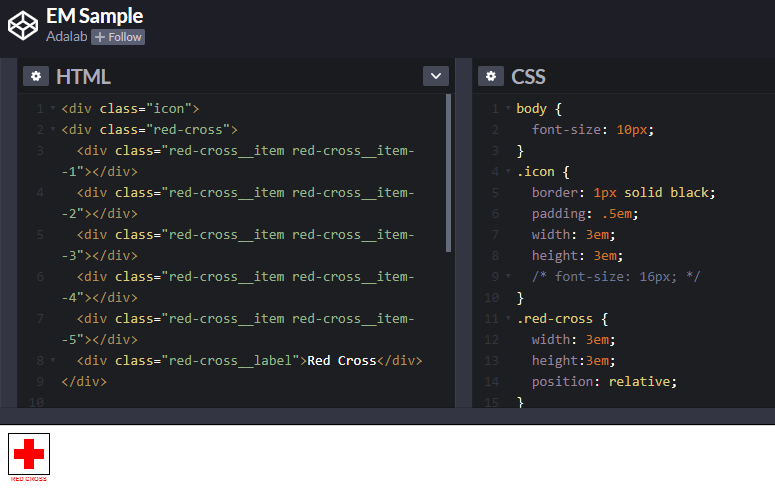 EM Sample
Adalab + Follow
HTML
1 <div class="icon">
2 <div class="red-cross">
3 <div class="red-cross__item red-cross__item-
-1"></div>
4 <div class="red-cross__item red-cross__item-
-2"></div>
5 <div class="red-cross__item red-cross__item-
-3"></div>
6 <div class="red-cross__item red-cross__item-
-4"></div>
7 <div class="red-cross__item red-cross__item-
-5"></div>
8 <div class="red-cross__label">Red Cross</div>
9 </div>
10
CSS
1 body {
2 font-size: 10px;
3 }
4 .icon {
5 border: 1px solid black;
6 padding: .5em;
7 width: 3em;
8 height: 3em;
9 /* font-size: 16px; */
10 }
11 .red-cross {
12 width: 3em;
13 height:3em;
14 position: relative;
15 }
RED CROSS